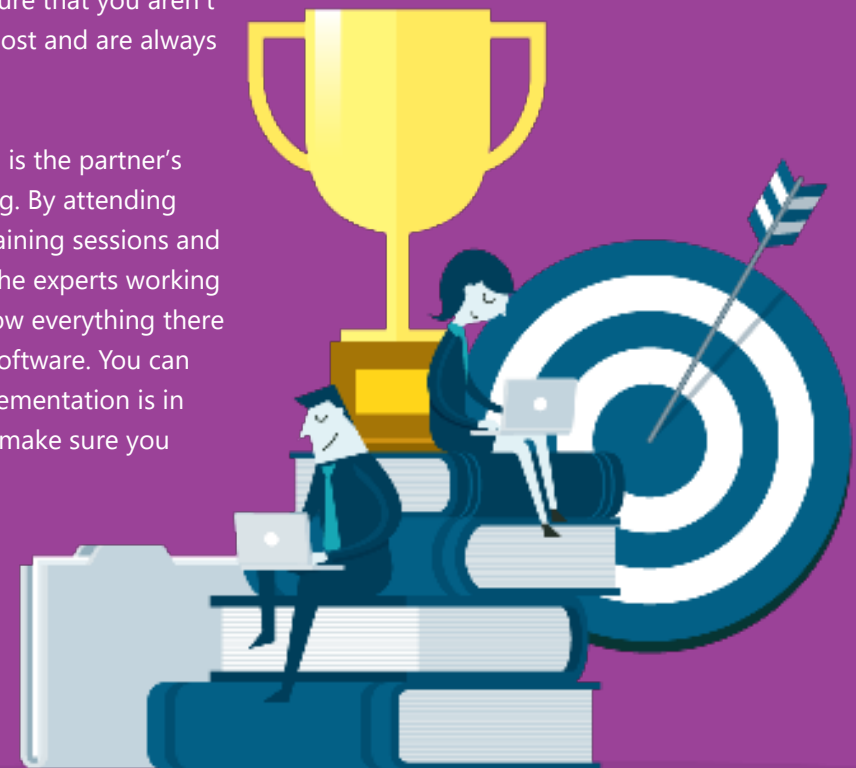 that you aren't
ost and are always
is the partner's
g. By attending
aining sessions and
he experts working
ow everything there
oftware. You can
ementation is in
make sure you